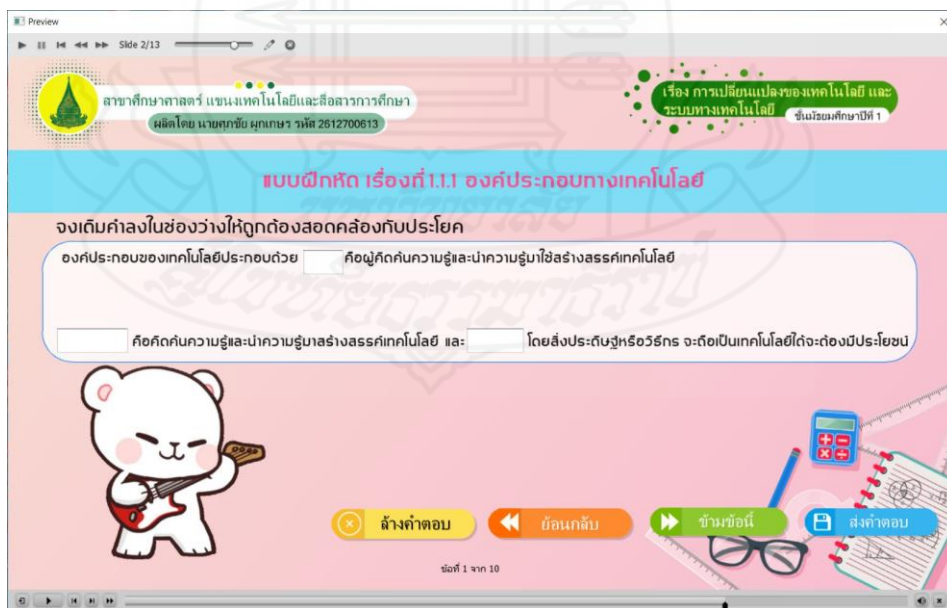 Preview
Slide 2/13
สาขาศึกษาศาสตร์ แขนงเทคโนโลยีและสื่อสารการศึกษา
ผลิตโดย นายศุภชัย ผูกเกษร รหัส 2612700613
เรื่อง การเปลี่ยนแปลงของเทคโนโลยี และ
ระบบทางเทคโนโลยี ชั้นมัธยมศึกษาปีที่ 1
แบบฝึกหัด เรื่องที่ 1.1.1 องค์ประกอบทางเทคโนโลยี
จงเติมคำลงในช่องว่างให้ถูกต้องสอดคล้องกับประโยค
องค์ประกอบของเทคโนโลยีประกอบด้วย คือผู้คิดค้นความรู้และนำความรู้มาใช้สร้างสรรค์เทคโนโลยี
คือคิดค้นความรู้และนำความรู้มาสร้างสรรค์เทคโนโลยี และ โดยสิ่งประดิษฐ์หรือวิธีการ จะถือเป็นเทคโนโลยีได้จะต้องมีประโยชน์
ล้างคำตอบ ย้อนกลับ ข้ามข้อนี้ ส่งคำตอบ
ข้อที่ 1 จาก 10